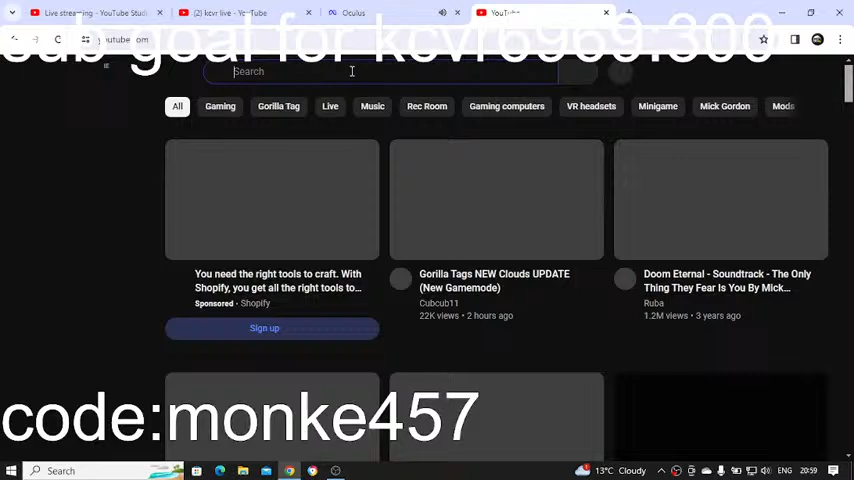 Live streaming - YouTube Studi
(2) kcvr live - YouTube
Oculus
YouTube
youtube.com
sub goal for kcvr6969:300
Search
All
Gaming
Gorilla Tag
Live
Music
Rec Room
Gaming computers
VR headsets
Minigame
Mick Gordon
Mods
You need the right tools to craft. With
Shopify, you get all the right tools to...
Sponsored · Shopify
Sign up
Gorilla Tags NEW Clouds UPDATE
(New Gamemode)
Cubcub11
22K views • 2 hours ago
Doom Eternal - Soundtrack - The Only
Thing They Fear Is You By Mick...
Ruba
1.2M views • 3 years ago
code:monke457
Search
13°C Cloudy
ENG
20:59